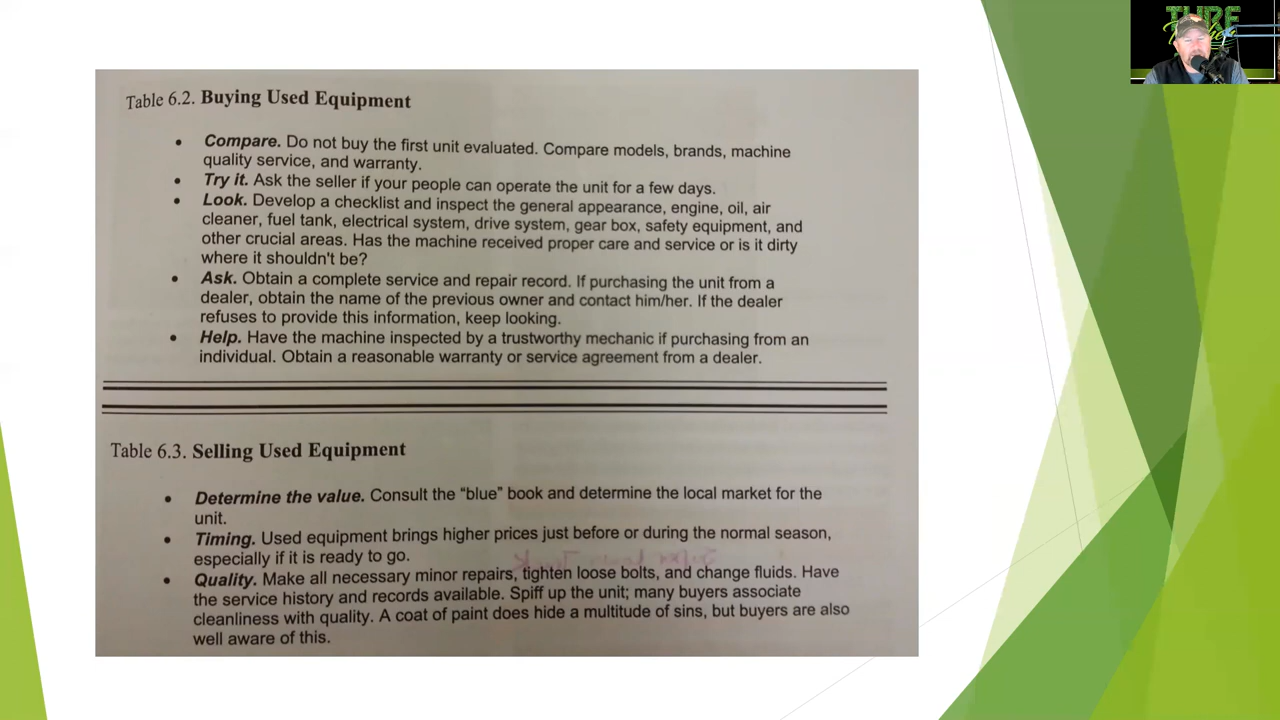 TURF
Table 6.2. Buying Used Equipment
• Compare. Do not buy the first unit evaluated. Compare models, brands, machine
quality service, and warranty.
• Try it. Ask the seller if your people can operate the unit for a few days.
• Look. Develop a checklist and inspect the general appearance, engine, oil, air
cleaner, fuel tank, electrical system, drive system, gear box, safety equipment, and
other crucial areas. Has the machine received proper care and service or is it dirty
where it shouldn't be?
• Ask. Obtain a complete service and repair record. If purchasing the unit from a
dealer, obtain the name of the previous owner and contact him/her. If the dealer
refuses to provide this information, keep looking.
• Help. Have the machine inspected by a trustworthy mechanic if purchasing from an
individual. Obtain a reasonable warranty or service agreement from a dealer.
Table 6.3. Selling Used Equipment
• Determine the value. Consult the “blue” book and determine the local market for the
unit.
• Timing. Used equipment brings higher prices just before or during the normal season,
especially if it is ready to go.
• Quality. Make all necessary minor repairs, tighten loose bolts, and change fluids. Have
the service history and records available. Spiff up the unit; many buyers associate
cleanliness with quality. A coat of paint does hide a multitude of sins, but buyers are also
well aware of this.